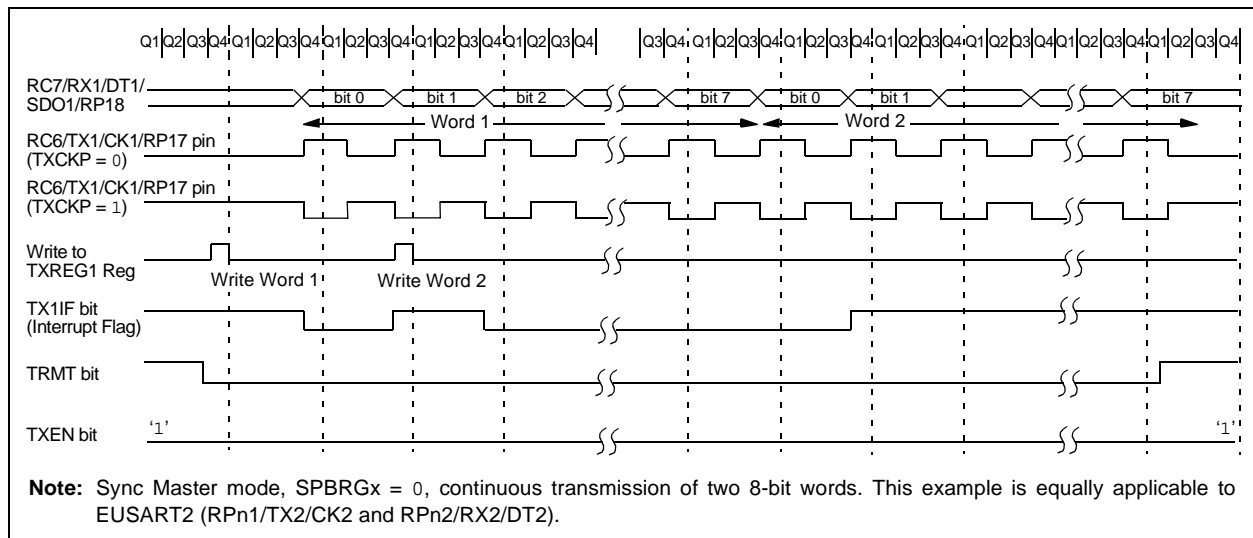 Q1 Q2 Q3 Q4 Q1 Q2 Q3 Q4 Q1 Q2 Q3 Q4 Q1 Q2 Q3 Q4 Q1 Q2 Q3 Q4 Q3 Q4 Q1 Q2 Q3 Q4 Q1 Q2 Q3 Q4 Q1 Q2 Q3 Q4 Q1 Q2 Q3 Q4 Q1 Q2 Q3 Q4 Q1 Q2 Q3 Q4
RC7/RX1/DT1/
SDO1/RP18
bit 0 bit 1 bit 2 bit 7 bit 0 bit 1 bit 7
Word 1 Word 2
RC6/TX1/CK1/RP17 pin
(TXCKP = 0)
RC6/TX1/CK1/RP17 pin
(TXCKP = 1)
Write to
TXREG1 Reg
Write Word 1 Write Word 2
TX1IF bit
(Interrupt Flag)
TRMT bit
TXEN bit
‘1’ ‘1’
Note: Sync Master mode, SPBRGx = 0, continuous transmission of two 8-bit words. This example is equally applicable to
EUSART2 (RPn1/TX2/CK2 and RPn2/RX2/DT2).